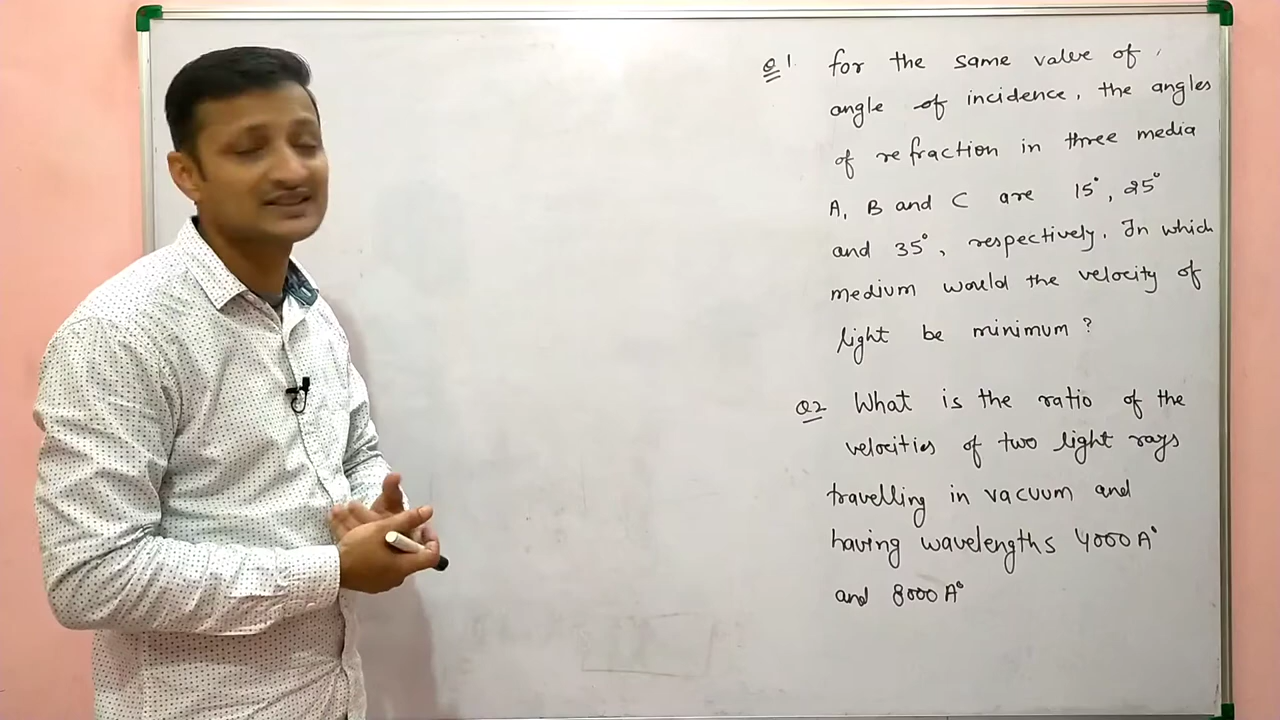 Q 1. for the same value of
angle of incidence, the angles
of refraction in three media
A, B and C are 15°, 25°
and 35°, respectively. In which
medium would the velocity of
light be minimum ?
Q2 What is the ratio of the
velocities of two light rays
travelling in vacuum and
having wavelengths 4000 A°
and 8000 A°